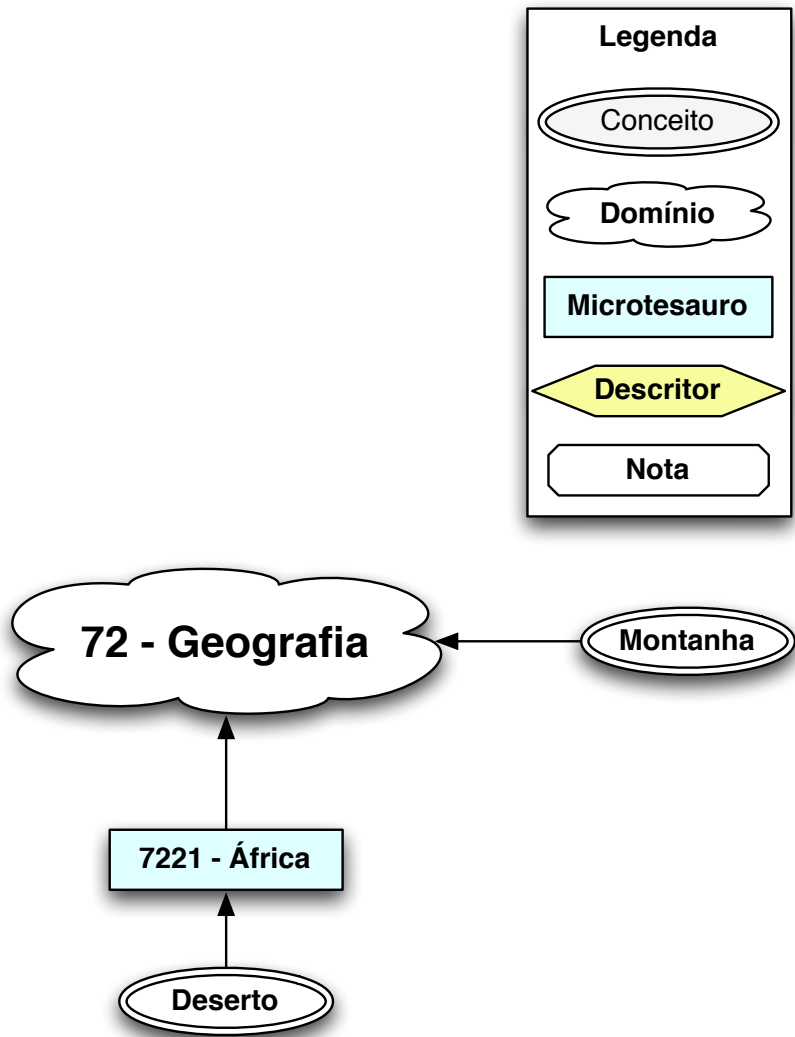 Legenda
Conceito
Domínio
Microtesauro
Descritor
Nota
72 - Geografia
Montanha
7221 - África
Deserto